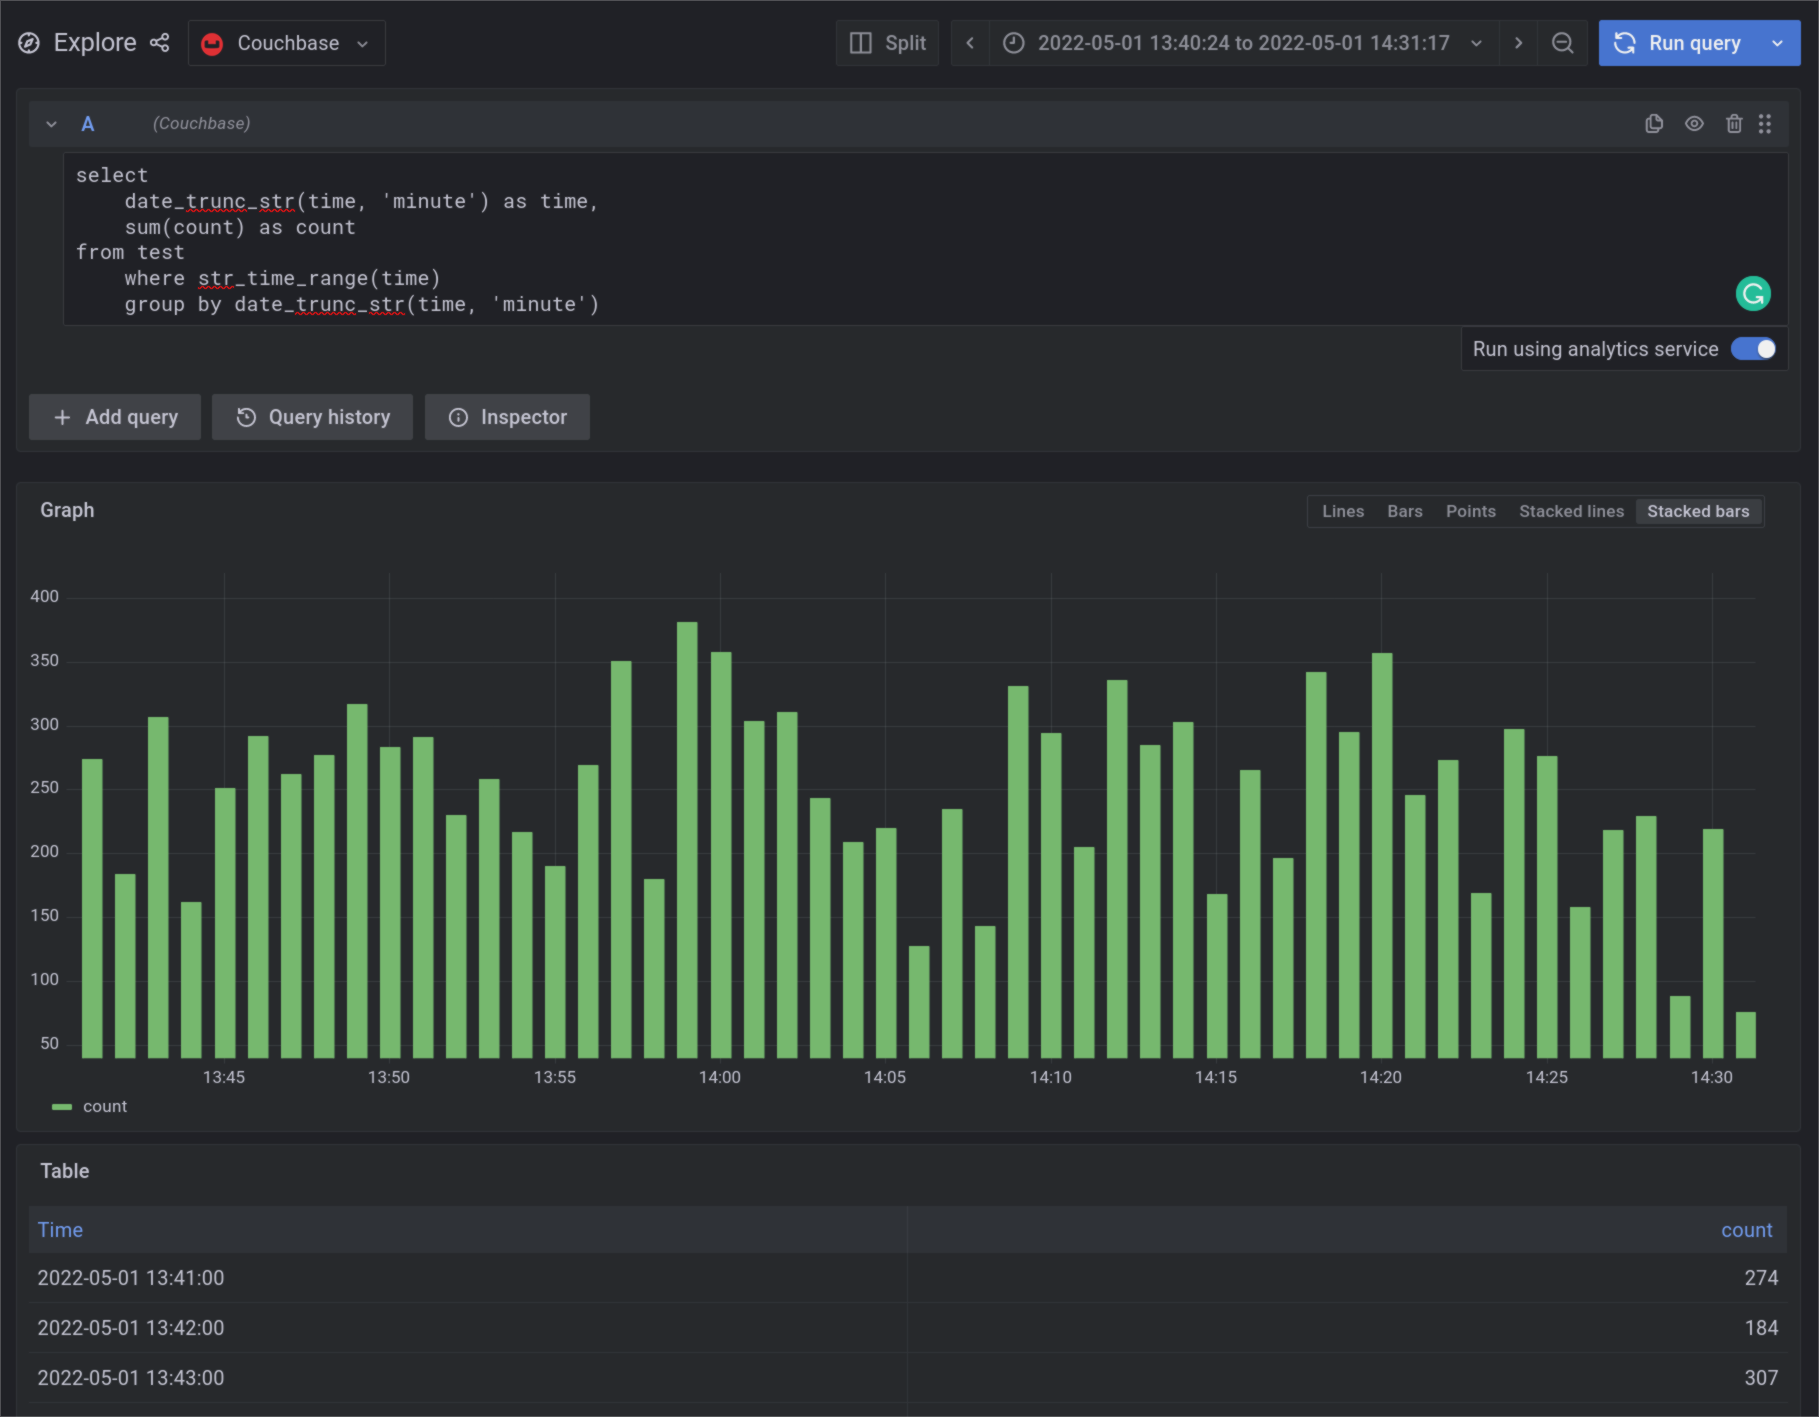 Explore
Couchbase
Split
2022-05-01 13:40:24 to 2022-05-01 14:31:17
Run query
A (Couchbase)
select
    date_trunc_str(time, 'minute') as time,
    sum(count) as count
from test
    where str_time_range(time)
    group by date_trunc_str(time, 'minute')
Run using analytics service
Add query
Query history
Inspector
Graph
Lines Bars Points Stacked lines Stacked bars
400
350
300
250
200
150
100
50
13:45 13:50 13:55 14:00 14:05 14:10 14:15 14:20 14:25 14:30
count
Table
Time count
2022-05-01 13:41:00 274
2022-05-01 13:42:00 184
2022-05-01 13:43:00 307